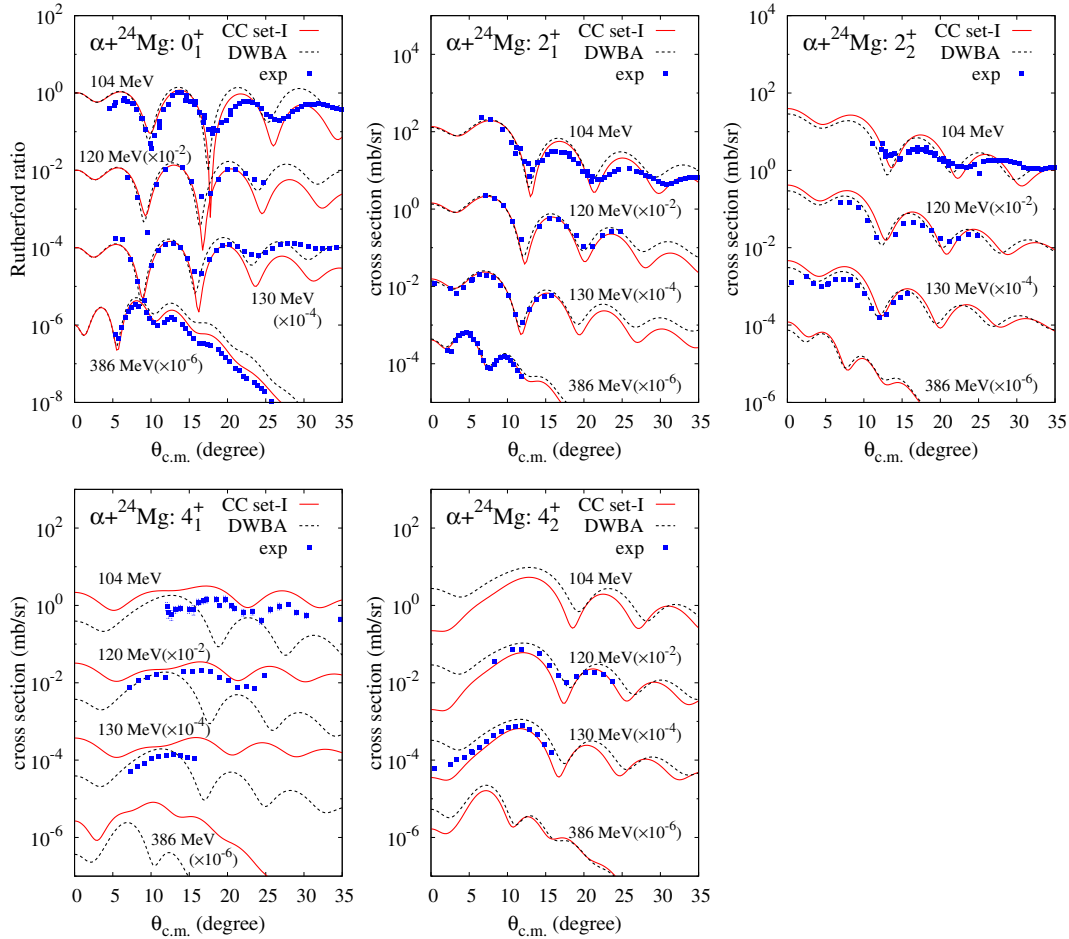 α+²⁴Mg: 0₁⁺
CC set-I
DWBA
exp
104 MeV
120 MeV(×10⁻²)
130 MeV
(×10⁻⁴)
386 MeV(×10⁻⁶)
Rutherford ratio
10²
10⁰
10⁻²
10⁻⁴
10⁻⁶
10⁻⁸
0 5 10 15 20 25 30 35
θc.m. (degree)
α+²⁴Mg: 2₁⁺
CC set-I
DWBA
exp
104 MeV
120 MeV(×10⁻²)
130 MeV(×10⁻⁴)
386 MeV(×10⁻⁶)
cross section (mb/sr)
10⁴
10²
10⁰
10⁻²
10⁻⁴
0 5 10 15 20 25 30 35
θc.m. (degree)
α+²⁴Mg: 2₂⁺
CC set-I
DWBA
exp
104 MeV
120 MeV(×10⁻²)
130 MeV(×10⁻⁴)
386 MeV(×10⁻⁶)
cross section (mb/sr)
10⁴
10²
10⁰
10⁻²
10⁻⁴
10⁻⁶
0 5 10 15 20 25 30 35
θc.m. (degree)
α+²⁴Mg: 4₁⁺
CC set-I
DWBA
exp
104 MeV
120 MeV(×10⁻²)
130 MeV(×10⁻⁴)
386 MeV
(×10⁻⁶)
cross section (mb/sr)
10²
10⁰
10⁻²
10⁻⁴
10⁻⁶
0 5 10 15 20 25 30 35
θc.m. (degree)
α+²⁴Mg: 4₂⁺
CC set-I
DWBA
exp
104 MeV
120 MeV(×10⁻²)
130 MeV(×10⁻⁴)
386 MeV(×10⁻⁶)
cross section (mb/sr)
10²
10⁰
10⁻²
10⁻⁴
10⁻⁶
0 5 10 15 20 25 30 35
θc.m. (degree)